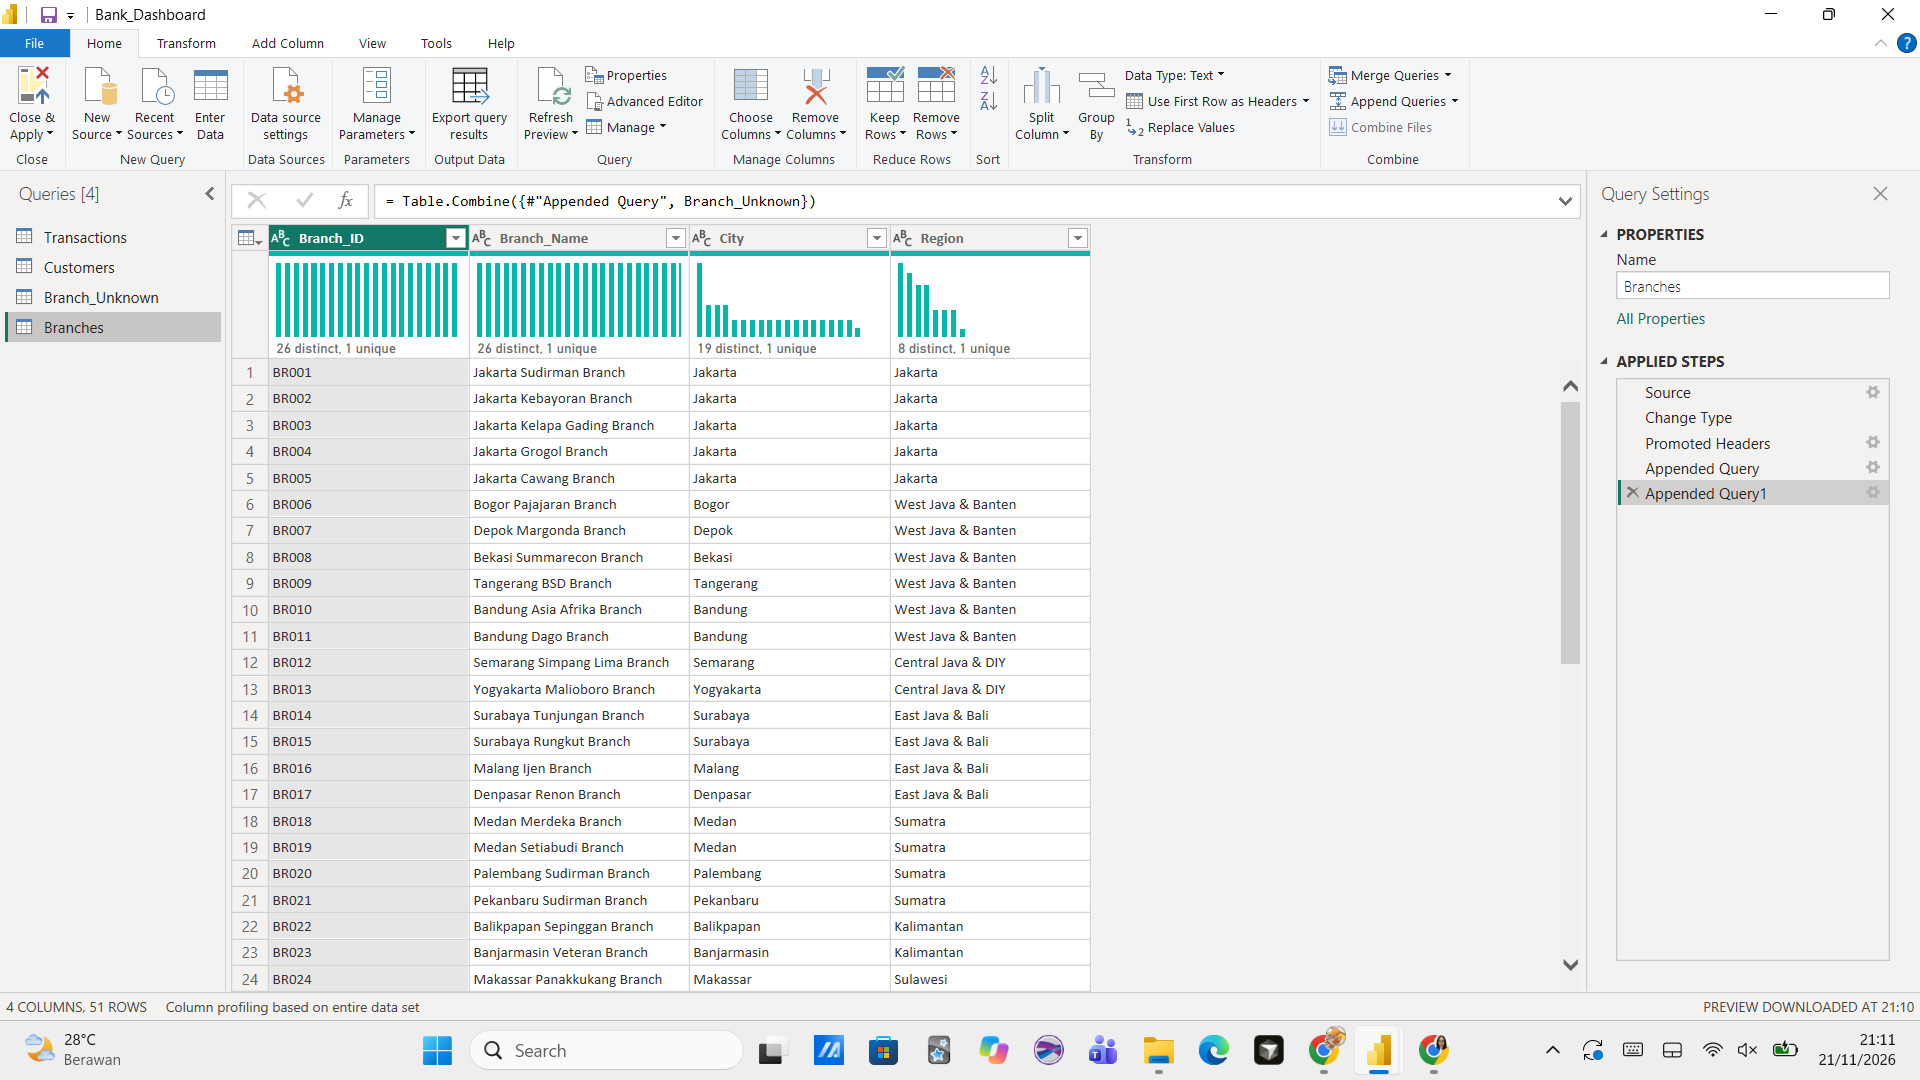 Bank_Dashboard
File
Home
Transform
Add Column
View
Tools
Help
Close & Apply
New Source
Recent Sources
Enter Data
Data source settings
Manage Parameters
Export query results
Refresh Preview
Properties
Advanced Editor
Manage
Choose Columns
Remove Columns
Keep Rows
Remove Rows
Split Column
Group By
Data Type: Text
Use First Row as Headers
Replace Values
Merge Queries
Append Queries
Combine Files
Close
New Query
Data Sources
Parameters
Output Data
Query
Manage Columns
Reduce Rows
Sort
Transform
Combine
Queries [4]
Transactions
Customers
Branch_Unknown
Branches
fx
= Table.Combine({#"Appended Query", Branch_Unknown})
Branch_ID Branch_Name City Region
26 distinct, 1 unique 26 distinct, 1 unique 19 distinct, 1 unique 8 distinct, 1 unique
1 BR001 Jakarta Sudirman Branch Jakarta Jakarta
2 BR002 Jakarta Kebayoran Branch Jakarta Jakarta
3 BR003 Jakarta Kelapa Gading Branch Jakarta Jakarta
4 BR004 Jakarta Grogol Branch Jakarta Jakarta
5 BR005 Jakarta Cawang Branch Jakarta Jakarta
6 BR006 Bogor Pajajaran Branch Bogor West Java & Banten
7 BR007 Depok Margonda Branch Depok West Java & Banten
8 BR008 Bekasi Summarecon Branch Bekasi West Java & Banten
9 BR009 Tangerang BSD Branch Tangerang West Java & Banten
10 BR010 Bandung Asia Afrika Branch Bandung West Java & Banten
11 BR011 Bandung Dago Branch Bandung West Java & Banten
12 BR012 Semarang Simpang Lima Branch Semarang Central Java & DIY
13 BR013 Yogyakarta Malioboro Branch Yogyakarta Central Java & DIY
14 BR014 Surabaya Tunjungan Branch Surabaya East Java & Bali
15 BR015 Surabaya Rungkut Branch Surabaya East Java & Bali
16 BR016 Malang Ijen Branch Malang East Java & Bali
17 BR017 Denpasar Renon Branch Denpasar East Java & Bali
18 BR018 Medan Merdeka Branch Medan Sumatra
19 BR019 Medan Setiabudi Branch Medan Sumatra
20 BR020 Palembang Sudirman Branch Palembang Sumatra
21 BR021 Pekanbaru Sudirman Branch Pekanbaru Sumatra
22 BR022 Balikpapan Sepinggan Branch Balikpapan Kalimantan
23 BR023 Banjarmasin Veteran Branch Banjarmasin Kalimantan
24 BR024 Makassar Panakkukang Branch Makassar Sulawesi
Query Settings
PROPERTIES
Name
Branches
All Properties
APPLIED STEPS
Source
Change Type
Promoted Headers
Appended Query
Appended Query1
4 COLUMNS, 51 ROWS Column profiling based on entire data set
PREVIEW DOWNLOADED AT 21:10
28°C
Berawan
Search
21:11
21/11/2026